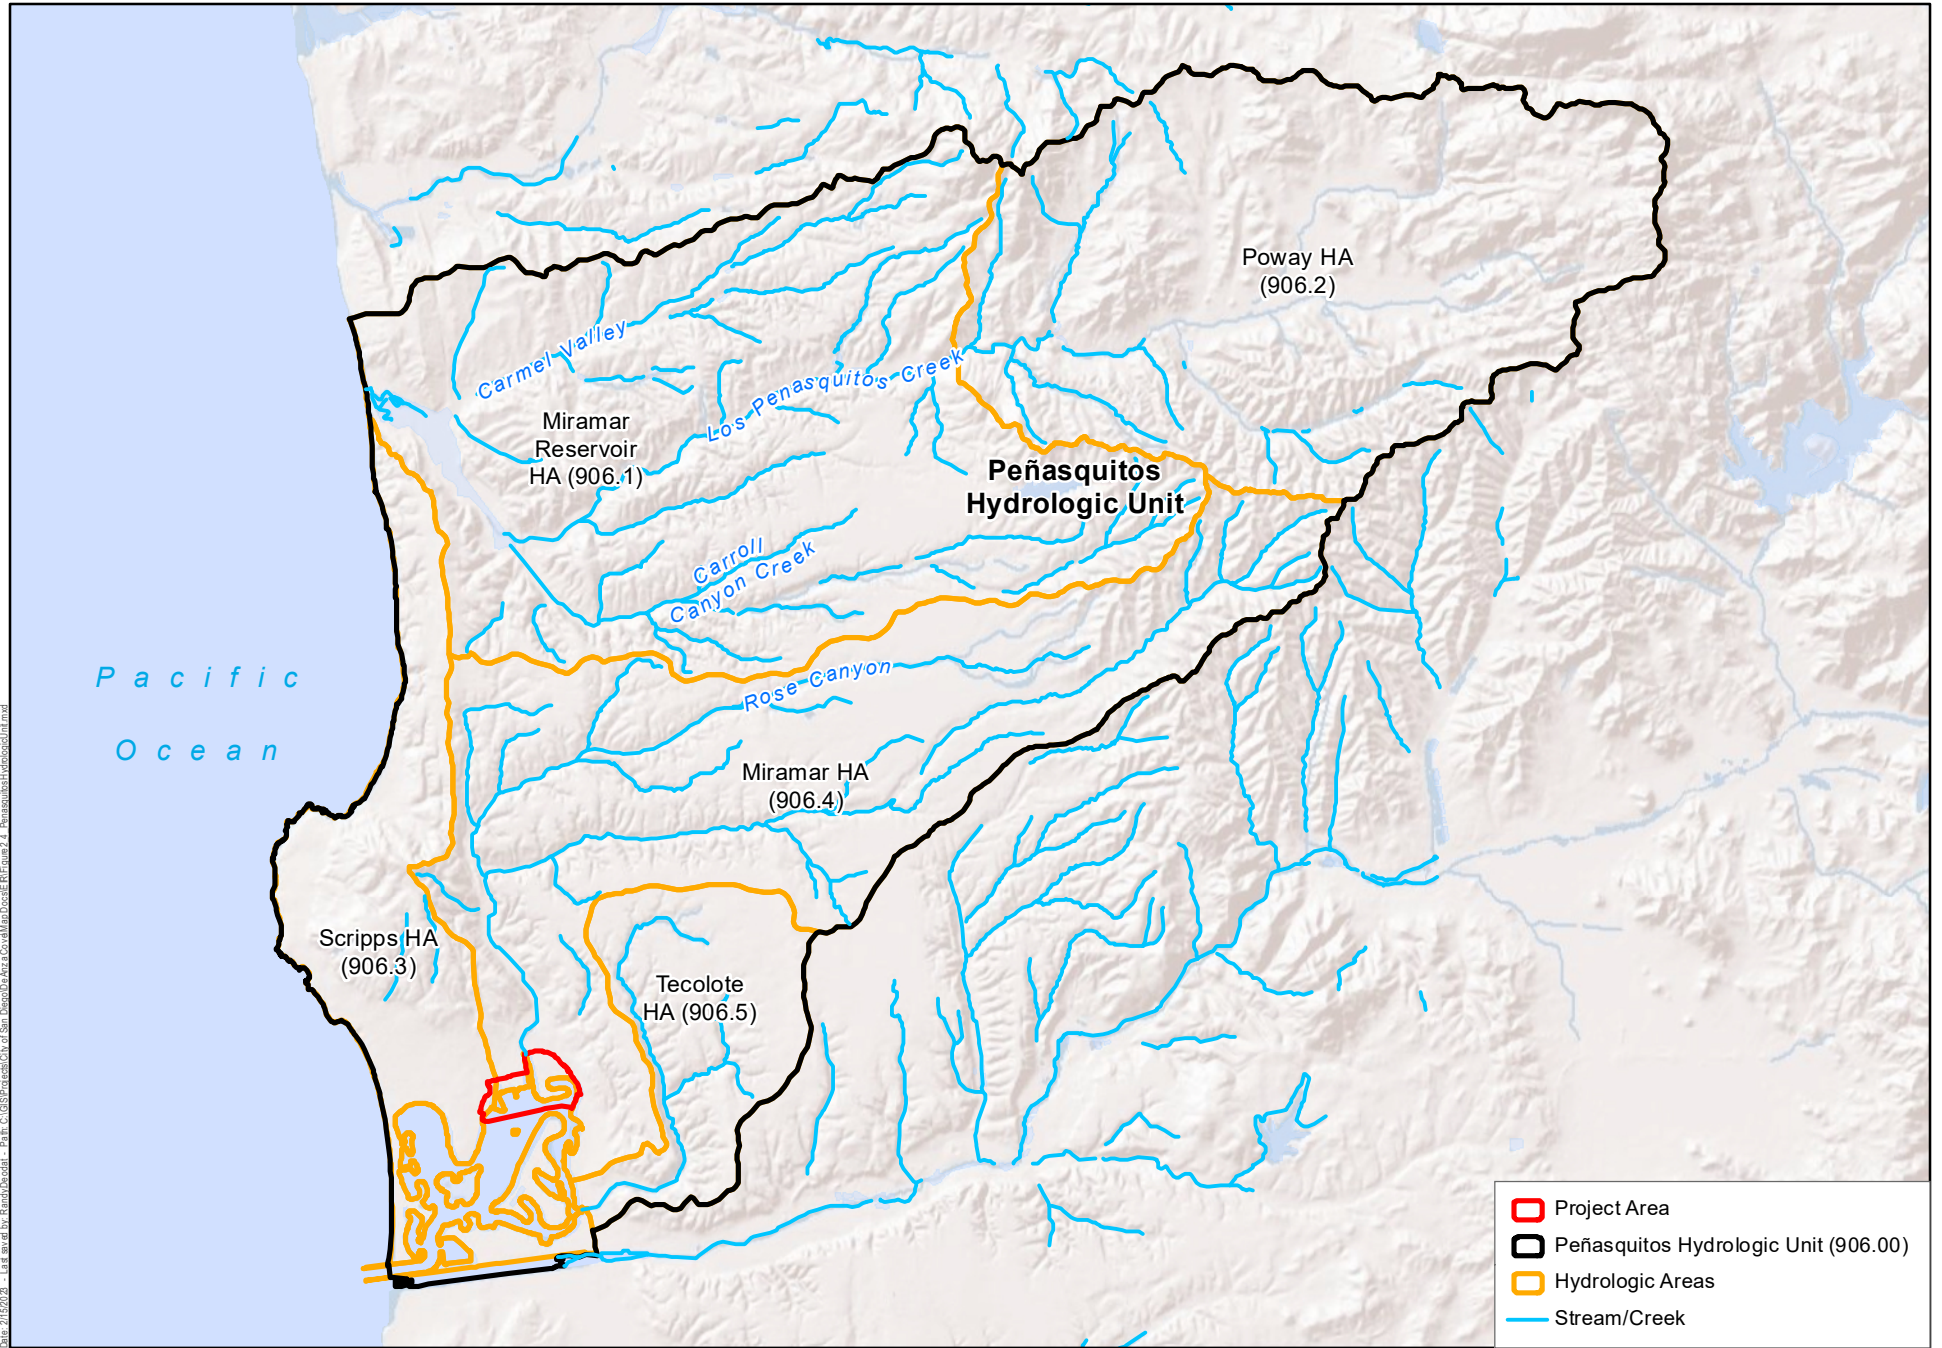 Poway HA
(906.2)
Carmel Valley
Los Penasquitos Creek
Miramar
Reservoir
HA (906.1)
Peñasquitos
Hydrologic Unit
Carroll
Canyon Creek
Rose Canyon
Pacific
Ocean
Miramar HA
(906.4)
Scripps HA
(906.3)
Tecolote
HA (906.5)
Project Area
Peñasquitos Hydrologic Unit (906.00)
Hydrologic Areas
Stream/Creek